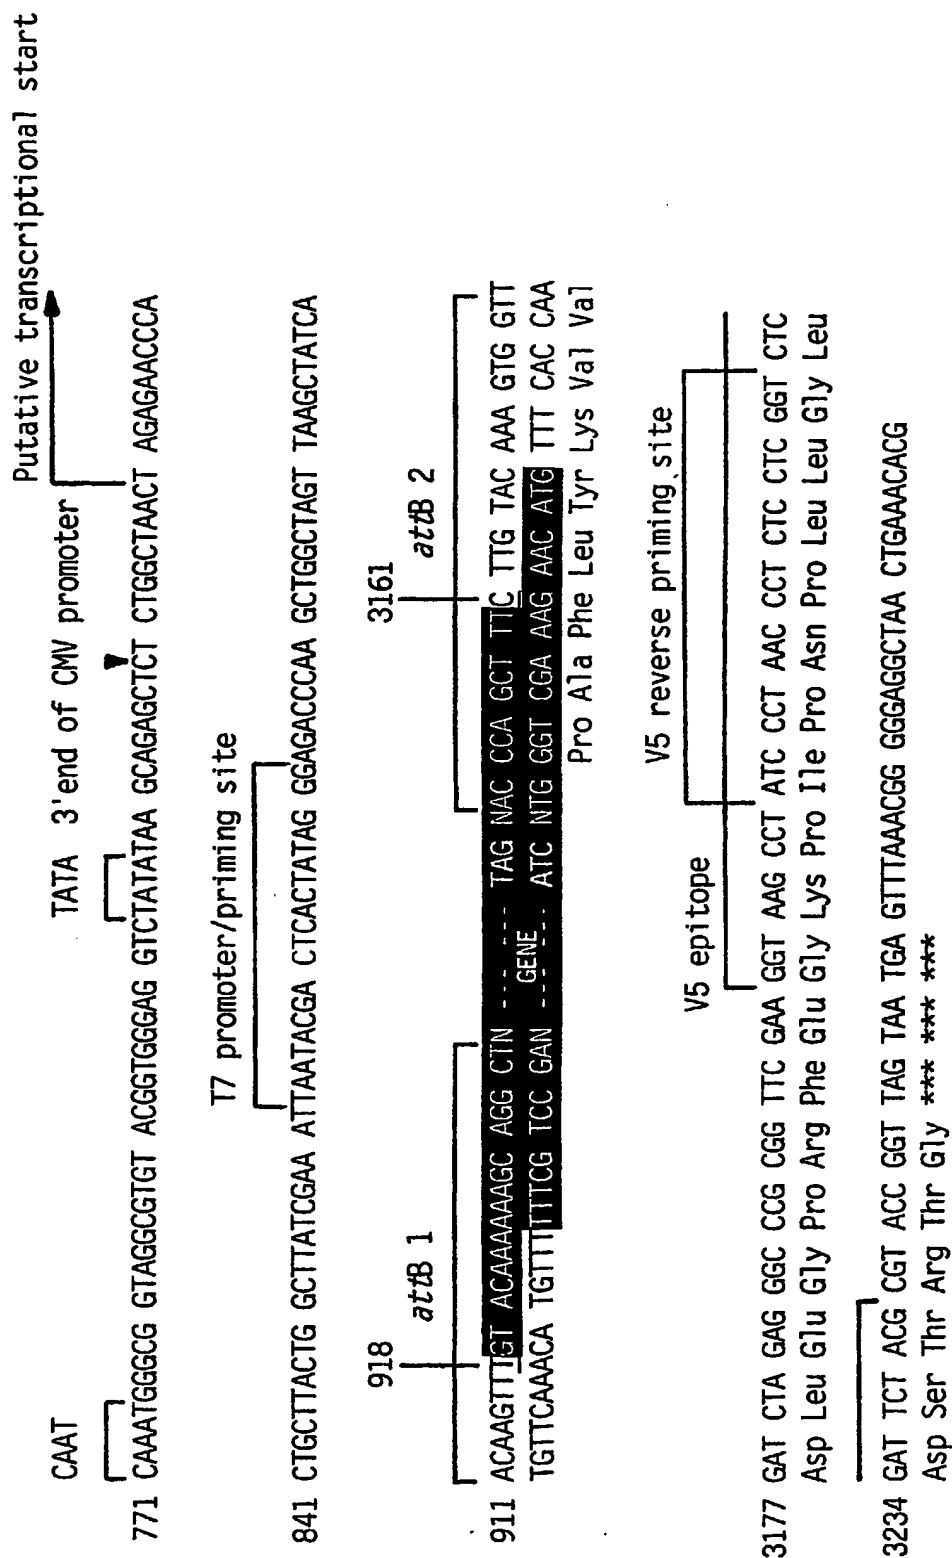 Putative transcriptional start
CAAT TATA 3'end of CMV promoter
771 CAAATGGGCG GTAGGCGTGT ACGGTGGGAG GTCTATATAA GCAGAGCTCT CTGGCTAACT AGAGAACCCA
T7 promoter/priming site
841 CTGCTTACTG GCTTATCGAA ATTAATACGA CTCACTATAG GGAGACCCAA GCTGGCTAGT TAAGCTATCA
918 3161
attB 1 attB 2
911 ACAAGTTTGT ACAAAAAAGC AGG CTN --- --- TAG NAC CCA GCT TTC TTG TAC AAA GTG GTT
GENE
TGTTCAAACA TGTTTTTTCG TCC GAN --- --- ATC NTG GGT CGA AAG AAC ATG TTT CAC CAA
Pro Ala Phe Leu Tyr Lys Val Val
V5 reverse priming site
V5 epitope
3177 GAT CTA GAG GGC CCG CGG TTC GAA GGT AAG CCT ATC CCT AAC CCT CTC CTC GGT CTC
Asp Leu Glu Gly Pro Arg Phe Glu Gly Lys Pro Ile Pro Asn Pro Leu Leu Gly Leu
3234 GAT TCT ACG CGT ACC GGT TAG TAA TGA GTTTAAACGG GGGAGGCTAA CTGAAACACG
Asp Ser Thr Arg Thr Gly *** *** ***